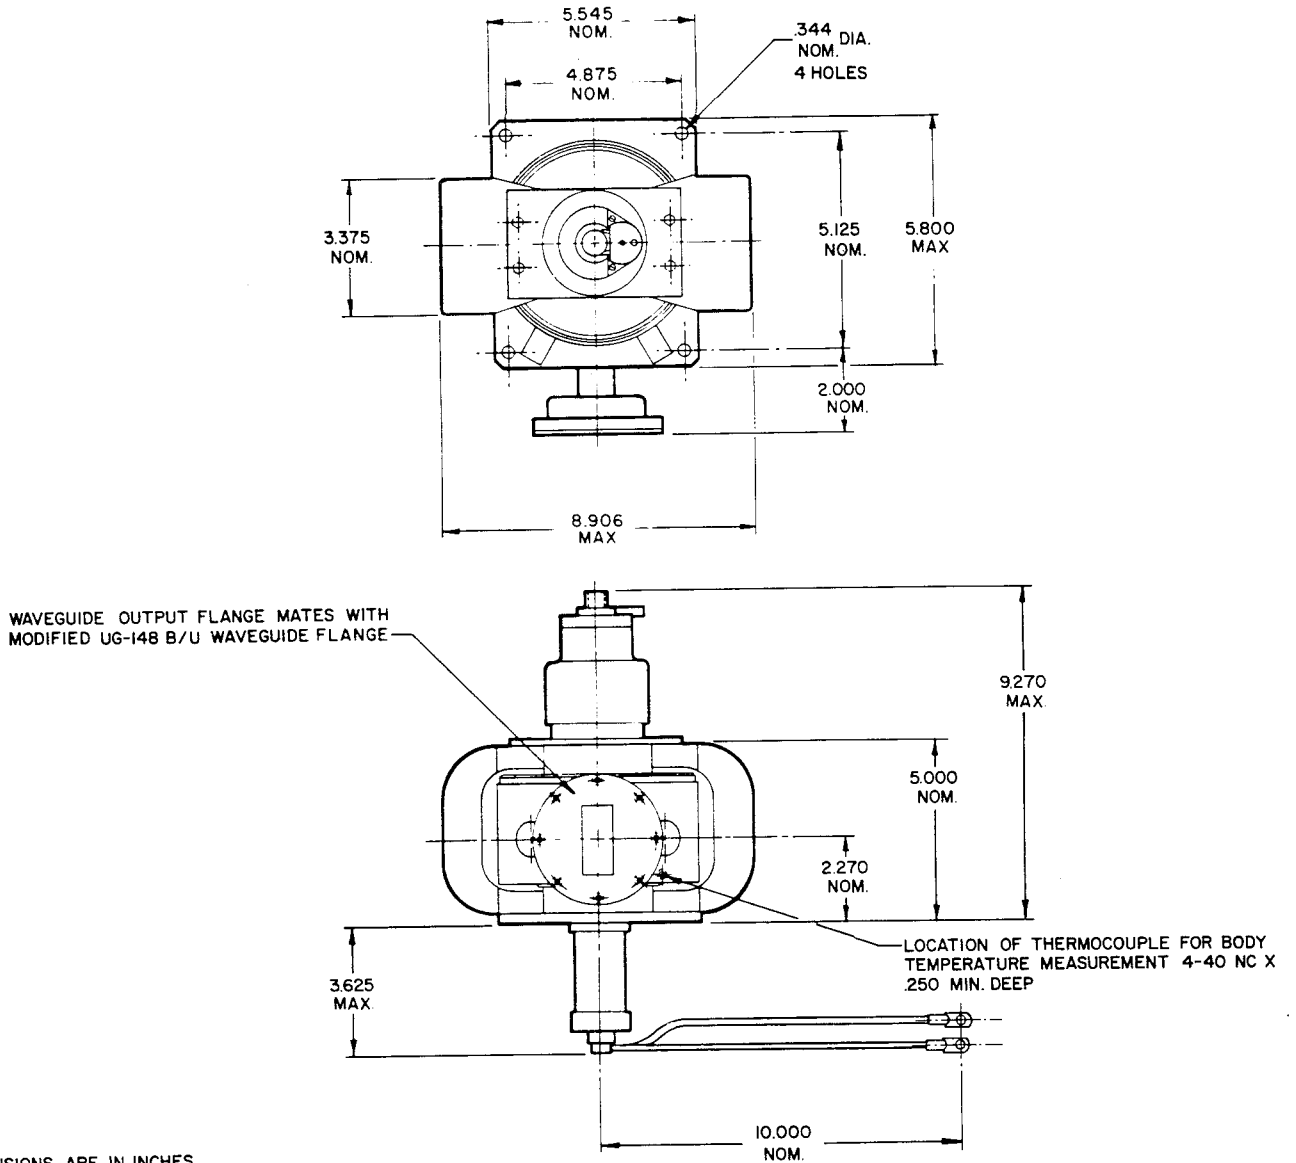 5.545
NOM.
.344 DIA.
NOM.
4 HOLES
4.875
NOM.
3.375
NOM.
5.125
NOM.
5.800
MAX
2.000
NOM.
8.906
MAX
WAVEGUIDE OUTPUT FLANGE MATES WITH
MODIFIED UG-148 B/U WAVEGUIDE FLANGE
9.270
MAX.
5.000
NOM.
2.270
NOM.
LOCATION OF THERMOCOUPLE FOR BODY
TEMPERATURE MEASUREMENT 4-40 NC X
.250 MIN. DEEP
3.625
MAX.
10.000
NOM.
ARE IN INCHES